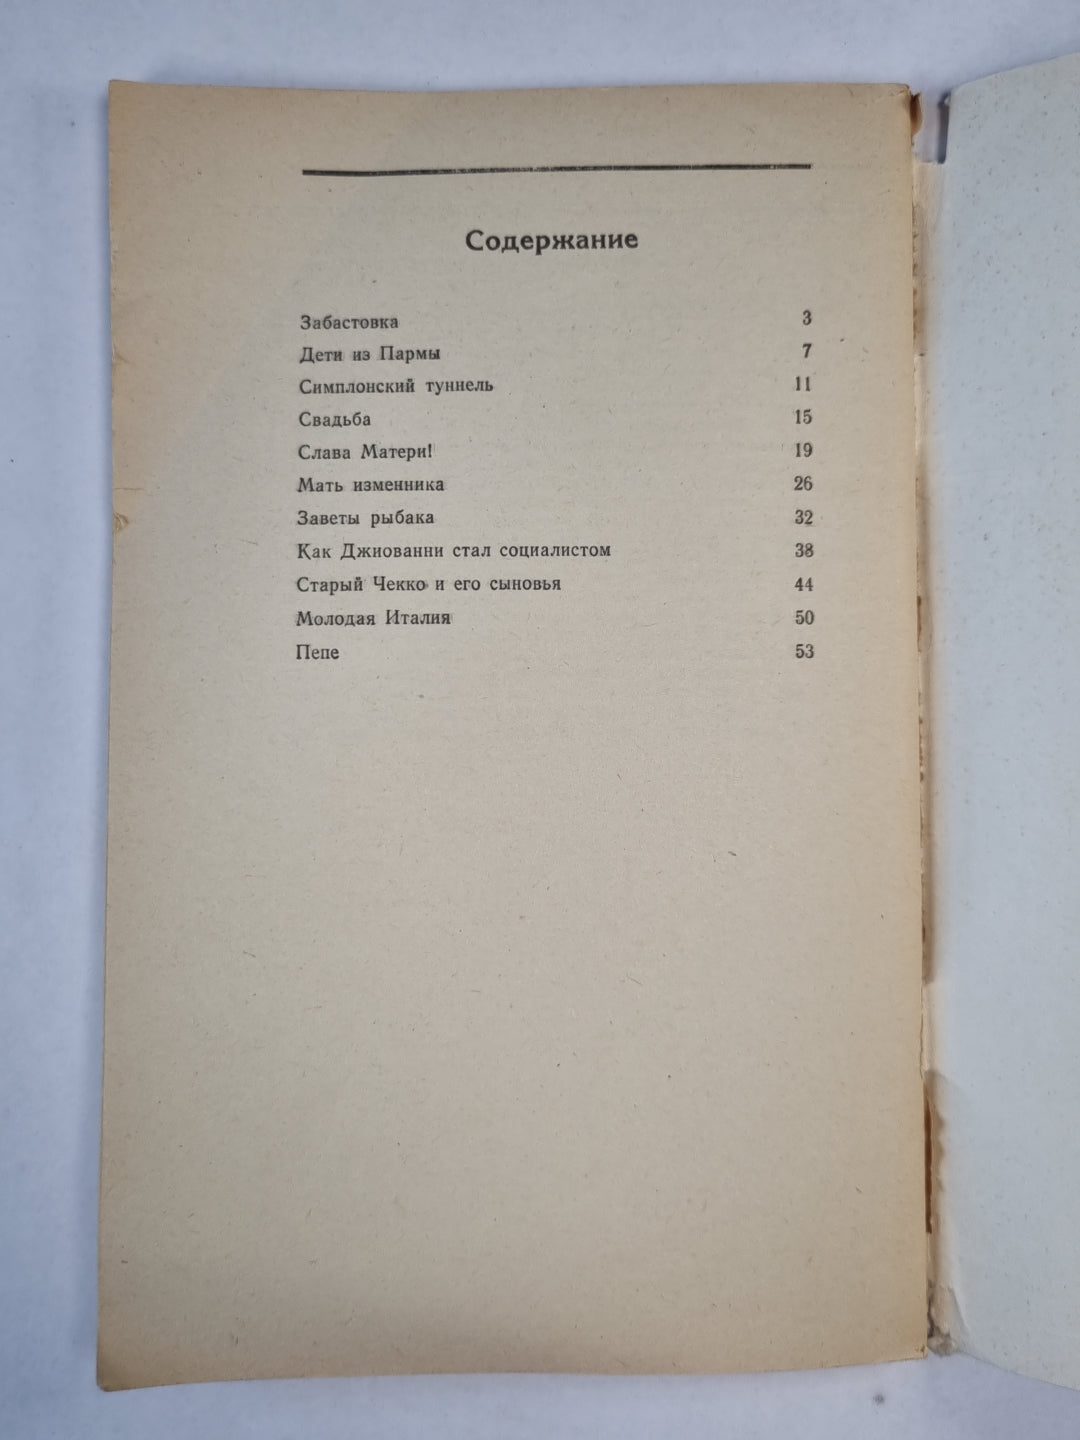 Содержание
Забастовка 3
Дети из Пармы 7
Симплонский туннель 11
Свадьба 15
Слава Матери! 19
Мать изменника 26
Заветы рыбака 32
Как Джиованни стал социалистом 38
Старый Чекко и его сыновья 44
Молодая Италия 50
Пепе 53